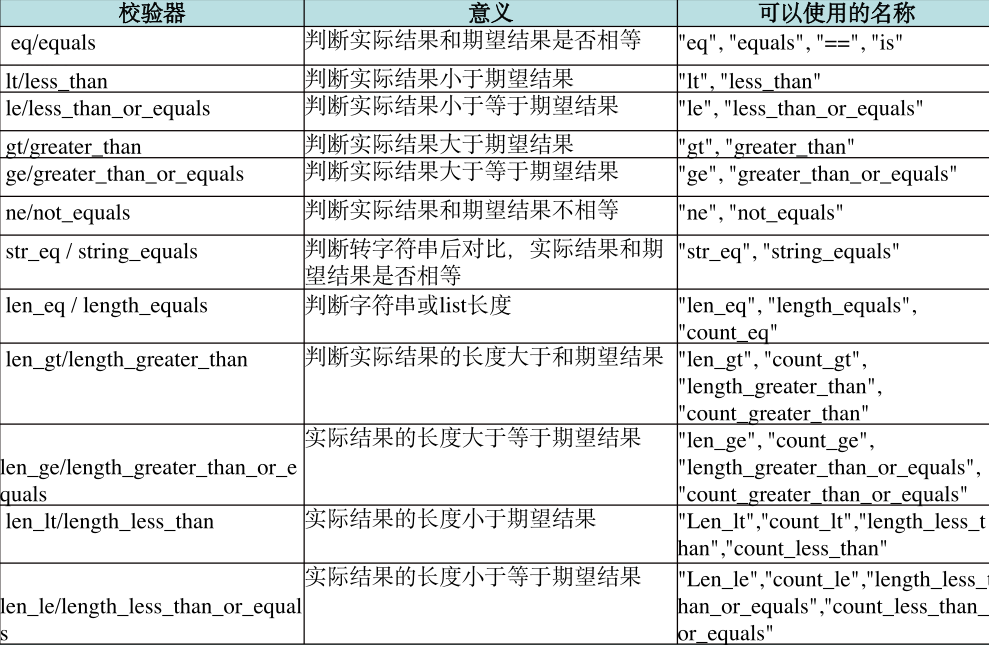 校验器 意义 可以使用的名称
eq/equals 判断实际结果和期望结果是否相等 "eq", "equals", "==", "is"
lt/less_than 判断实际结果小于期望结果 "lt", "less_than"
le/less_than_or_equals 判断实际结果小于等于期望结果 "le", "less_than_or_equals"
gt/greater_than 判断实际结果大于期望结果 "gt", "greater_than"
ge/greater_than_or_equals 判断实际结果大于等于期望结果 "ge", "greater_than_or_equals"
ne/not_equals 判断实际结果和期望结果不相等 "ne", "not_equals"
str_eq / string_equals 判断转字符串后对比，实际结果和期 "str_eq", "string_equals"
望结果是否相等
len_eq / length_equals 判断字符串或list长度 "len_eq", "length_equals",
"count_eq"
len_gt/length_greater_than 判断实际结果的长度大于和期望结果 "len_gt", "count_gt",
"length_greater_than",
"count_greater_than"
实际结果的长度大于等于期望结果 "len_ge", "count_ge",
len_ge/length_greater_than_or_e "length_greater_than_or_equals",
quals "count_greater_than_or_equals"
len_lt/length_less_than 实际结果的长度小于期望结果 "Len_lt","count_lt","length_less_t
han","count_less_than"
实际结果的长度小于等于期望结果 "Len_le","count_le","length_less_t
len_le/length_less_than_or_equal han_or_equals","count_less_than_
s or_equals"